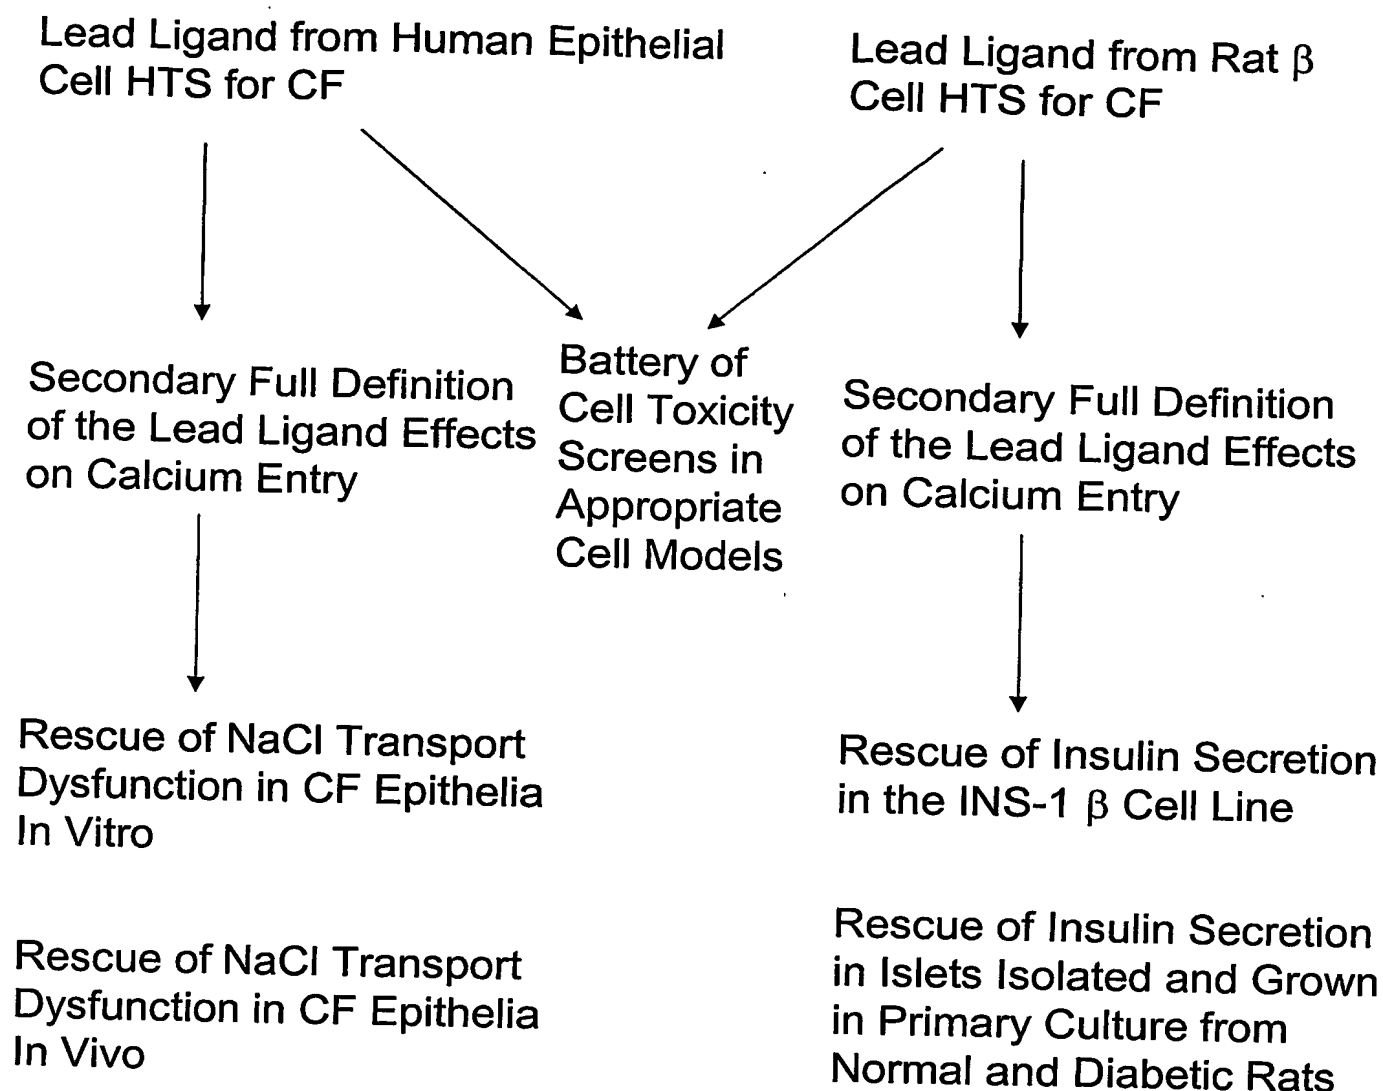 Lead Ligand from Human Epithelial
Cell HTS for CF
Lead Ligand from Rat β
Cell HTS for CF
Secondary Full Definition
of the Lead Ligand Effects
on Calcium Entry
Battery of
Cell Toxicity
Screens in
Appropriate
Cell Models
Secondary Full Definition
of the Lead Ligand Effects
on Calcium Entry
Rescue of NaCl Transport
Dysfunction in CF Epithelia
In Vitro
Rescue of Insulin Secretion
in the INS-1 β Cell Line
Rescue of NaCl Transport
Dysfunction in CF Epithelia
In Vivo
Rescue of Insulin Secretion
in Islets Isolated and Grown
in Primary Culture from
Normal and Diabetic Rats